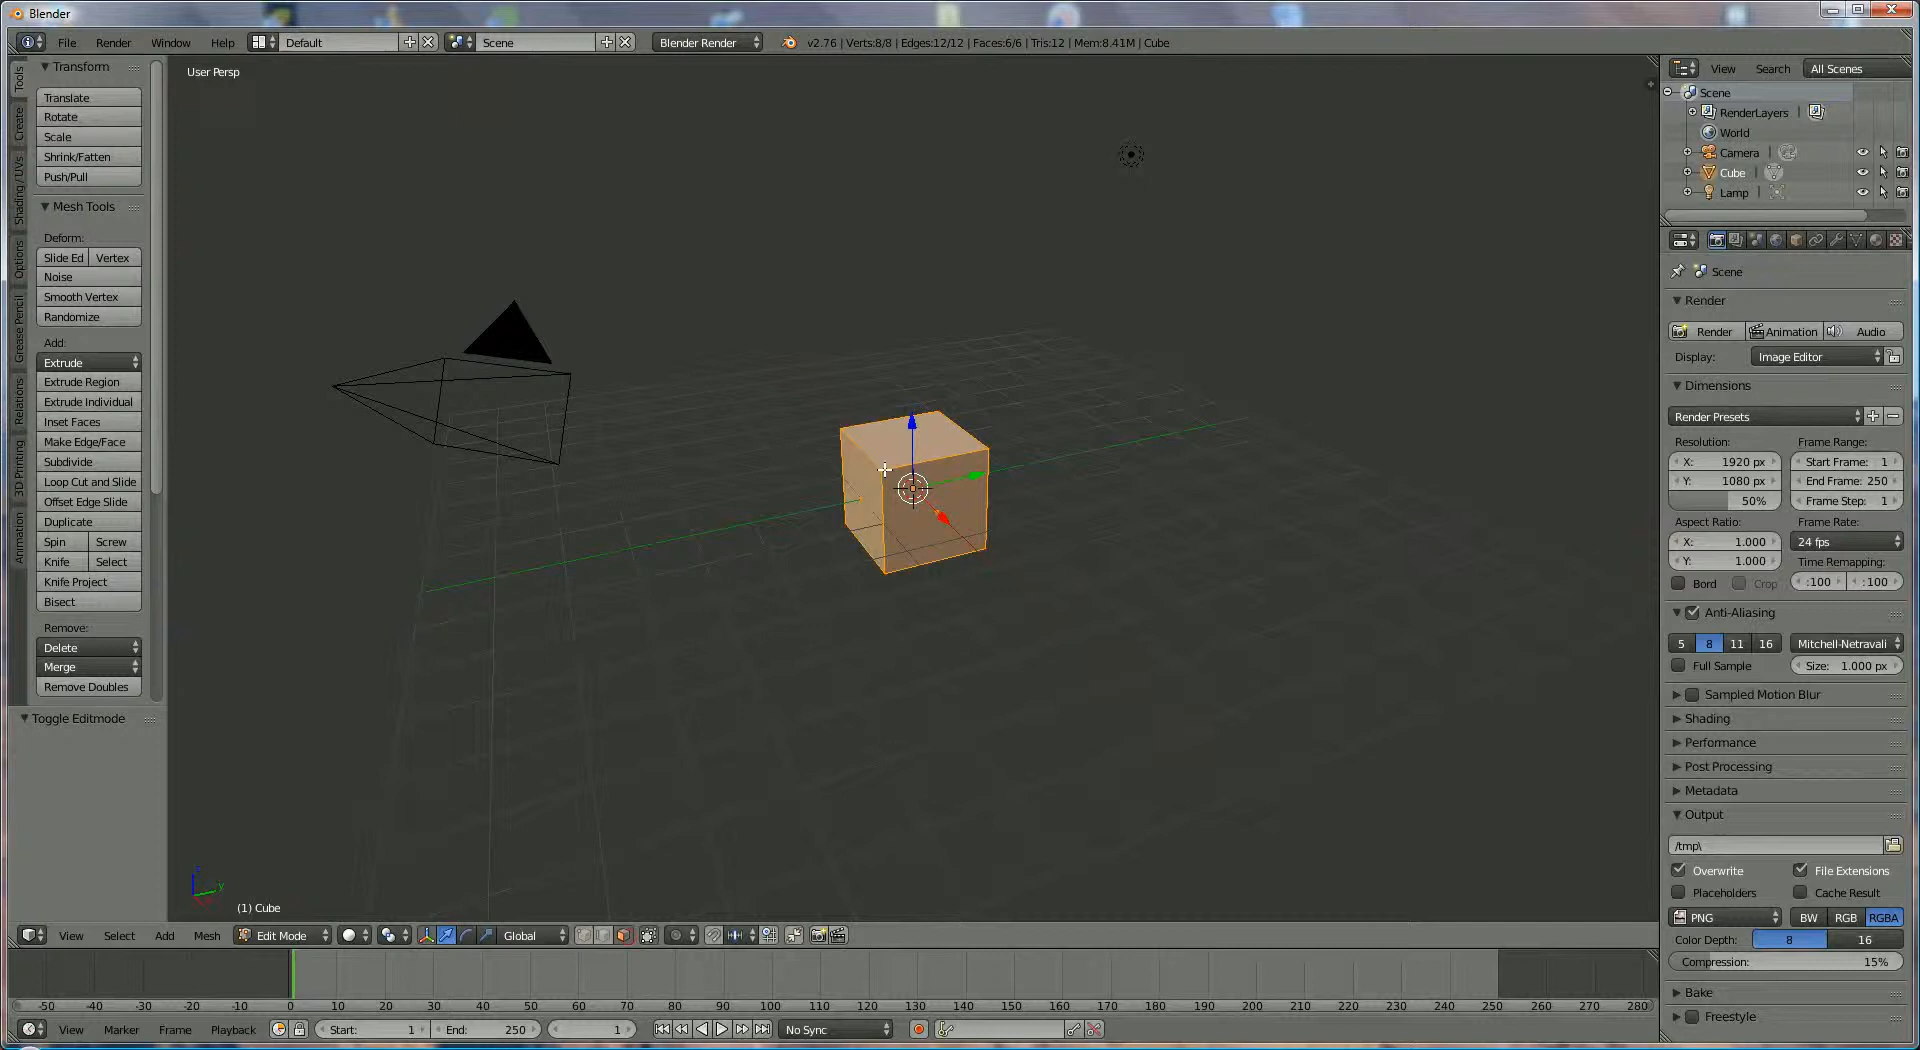 Blender
File Render Window Help Default Scene Blender Render v2.76 | Verts:8/8 | Edges:12/12 | Faces:6/6 | Tris:12 | Mem:8.41M | Cube
Tools
Create
Shading / UVs
Options
Grease Pencil
Relations
3D Printing
Animation
Transform
Translate
Rotate
Scale
Shrink/Fatten
Push/Pull
Mesh Tools
Deform:
Slide Ed Vertex
Noise
Smooth Vertex
Randomize
Add:
Extrude
Extrude Region
Extrude Individual
Inset Faces
Make Edge/Face
Subdivide
Loop Cut and Slide
Offset Edge Slide
Duplicate
Spin Screw
Knife Select
Knife Project
Bisect
Remove:
Delete
Merge
Remove Doubles
Toggle Editmode
User Persp
y
(1) Cube
View Select Add Mesh Edit Mode Global
-50 -40 -30 -20 -10 0 10 20 30 40 50 60 70 80 90 100 110 120 130 140 150 160 170 180 190 200 210 220 230 240 250 260 270 280
View Marker Frame Playback Start: 1 End: 250 1 No Sync
View Search All Scenes
Scene
RenderLayers |
World
Camera |
Cube |
Lamp |
Scene
Render
Render Animation Audio
Display: Image Editor
Dimensions
Render Presets
Resolution: Frame Range:
X: 1920 px Start Frame: 1
Y: 1080 px End Frame: 250
50% Frame Step: 1
Aspect Ratio: Frame Rate:
X: 1.000 24 fps
Y: 1.000 Time Remapping:
Bord Crop :100 :100
Anti-Aliasing
5 8 11 16 Mitchell-Netravali
Full Sample Size: 1.000 px
Sampled Motion Blur
Shading
Performance
Post Processing
Metadata
Output
/tmp\
Overwrite File Extensions
Placeholders Cache Result
PNG BW RGB RGBA
Color Depth: 8 16
Compression: 15%
Bake
Freestyle